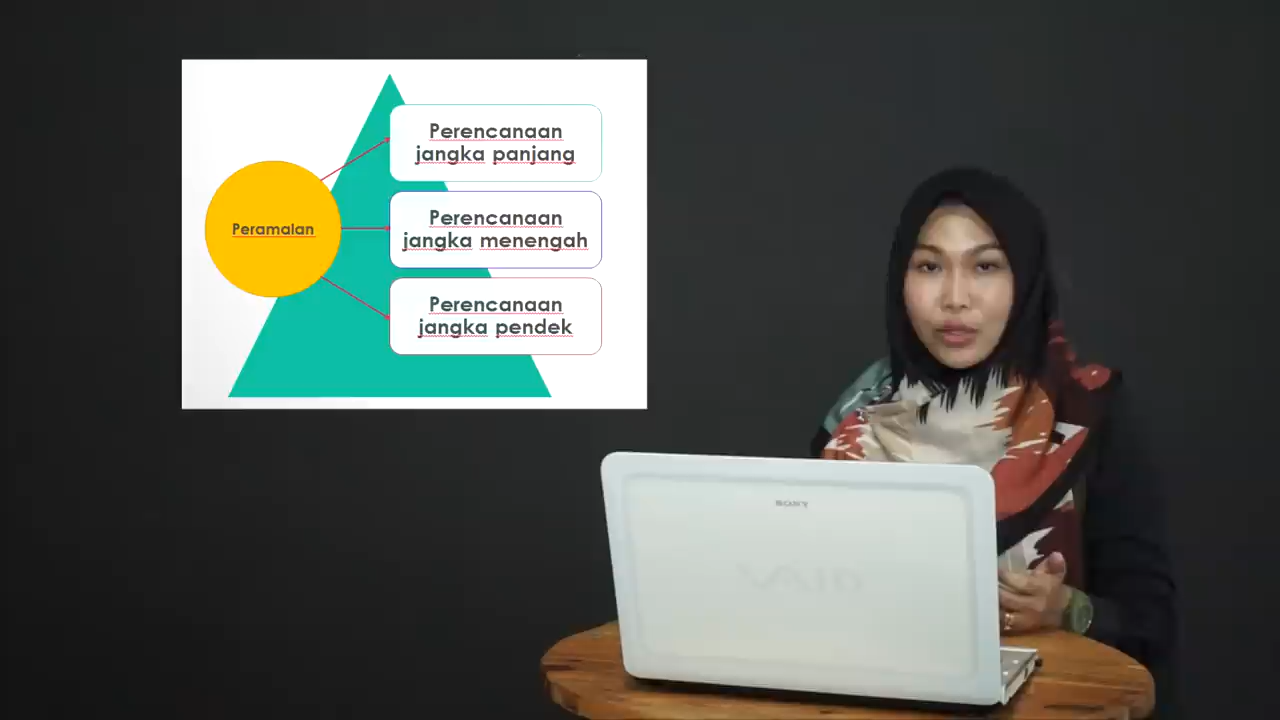 Perencanaan
jangka panjang
Peramalan
Perencanaan
jangka menengah
Perencanaan
jangka pendek
SONY
VAIO